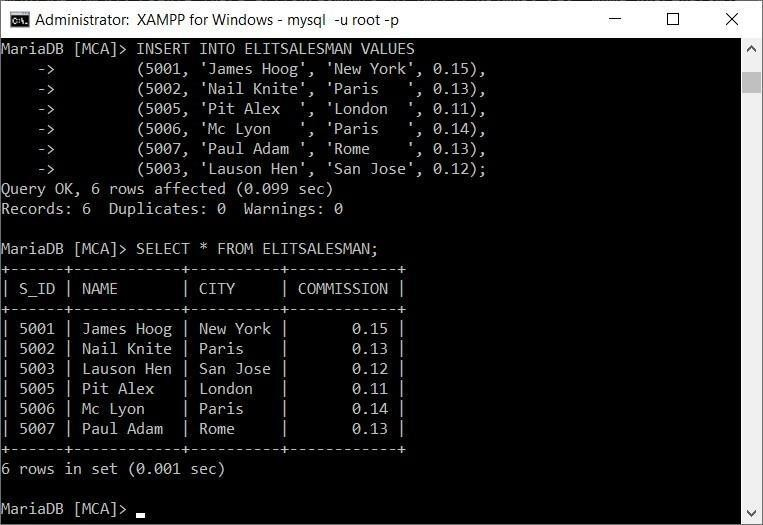 Administrator:  XAMPP for Windows - mysql  -u root -p
MariaDB [MCA]> INSERT INTO ELITSALESMAN VALUES
    ->         (5001, 'James Hoog', 'New York', 0.15),
    ->         (5002, 'Nail Knite', 'Paris   ', 0.13),
    ->         (5005, 'Pit Alex  ', 'London  ', 0.11),
    ->         (5006, 'Mc Lyon   ', 'Paris   ', 0.14),
    ->         (5007, 'Paul Adam ', 'Rome    ', 0.13),
    ->         (5003, 'Lauson Hen', 'San Jose', 0.12);
Query OK, 6 rows affected (0.099 sec)
Records: 6  Duplicates: 0  Warnings: 0
MariaDB [MCA]> SELECT * FROM ELITSALESMAN;
+------+------------+----------+------------+
| S_ID | NAME       | CITY     | COMMISSION |
+------+------------+----------+------------+
| 5001 | James Hoog | New York |       0.15 |
| 5002 | Nail Knite | Paris    |       0.13 |
| 5003 | Lauson Hen | San Jose |       0.12 |
| 5005 | Pit Alex   | London   |       0.11 |
| 5006 | Mc Lyon    | Paris    |       0.14 |
| 5007 | Paul Adam  | Rome     |       0.13 |
+------+------------+----------+------------+
6 rows in set (0.001 sec)
MariaDB [MCA]> _